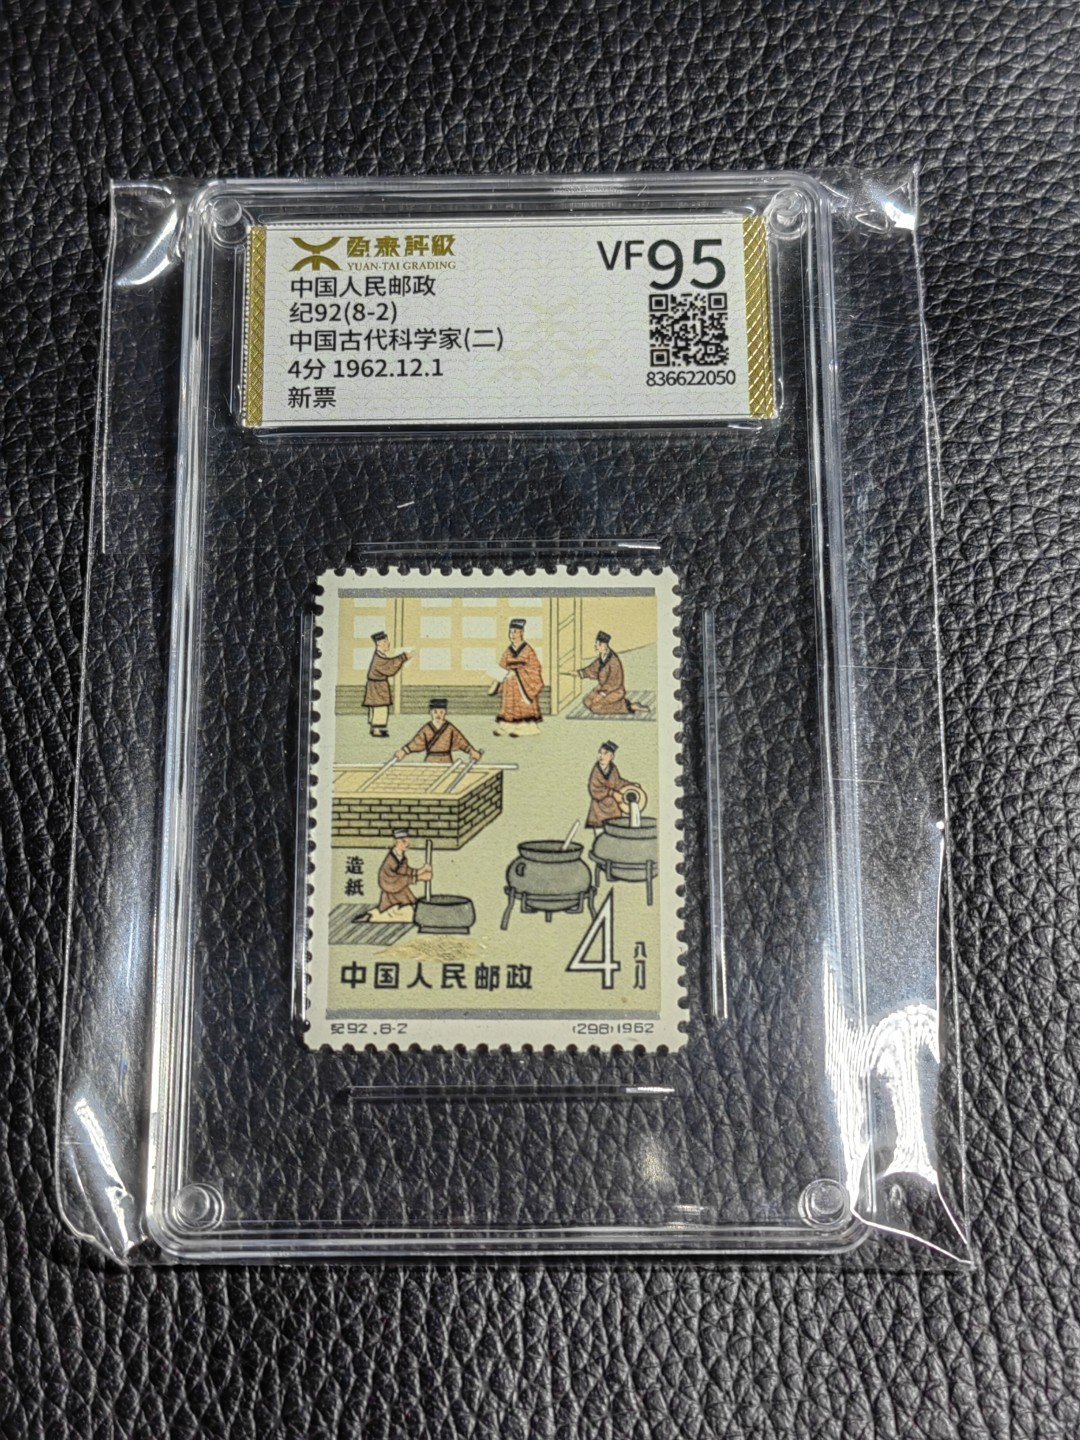 源泰評級
YUAN-TAI GRADING
中国人民邮政
纪92(8-2)
中国古代科学家(二)
4分 1962.12.1
新票
VF95
836622050
造
紙
中国人民邮政
4分
纪92.8-2
(298)1962